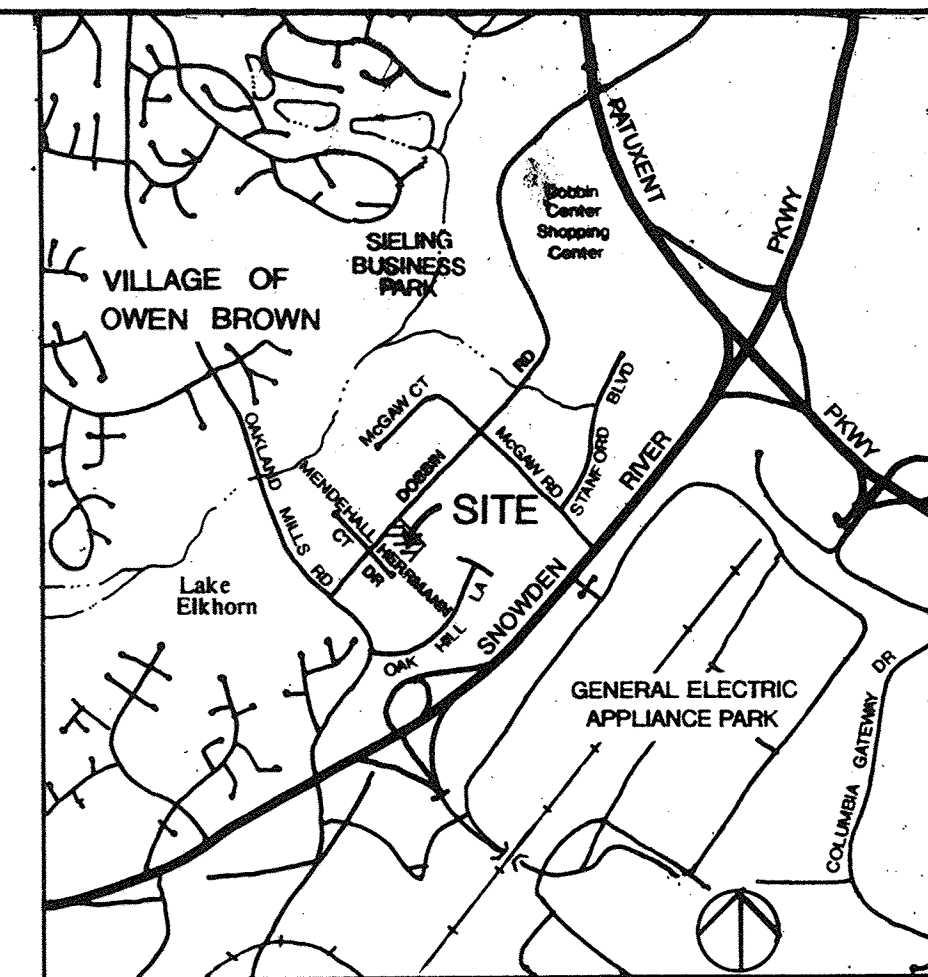 PATUXENT
PKWY
Dobbin
Center
Shopping
Center
SIELING
BUSINESS
PARK
VILLAGE OF
OWEN BROWN
RD
BLVD
McGAW CT
OAKLAND
MILLS RD
MENDEHALL
CT
DOBBIN
McGAW RD
STANFORD
RIVER
PKWY
SITE
HERRMANN
DR
Lake
Elkhorn
OAK HILL LA
SNOWDEN
GENERAL ELECTRIC
APPLIANCE PARK
COLUMBIA GATEWAY DR